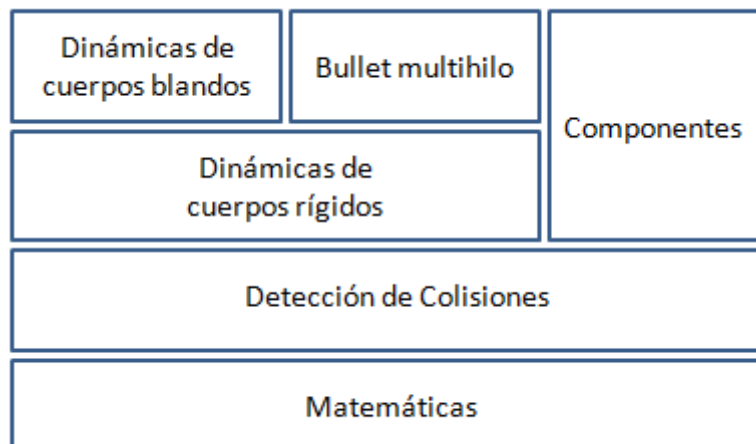 Dinámicas de
cuerpos blandos
Bullet multihilo
Componentes
Dinámicas de
cuerpos rígidos
Detección de Colisiones
Matemáticas